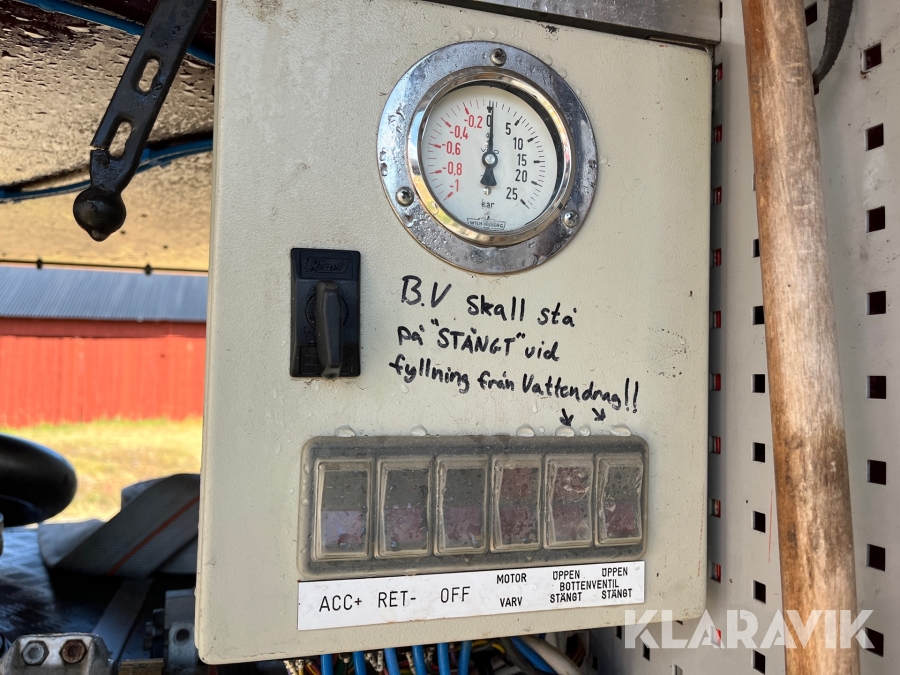 -0,2 0 5
-0,4 10
-0,6 15
-0,8 20
-1 25
bar
B.V Skall stå
på "STÄNGT" vid
fyllning från Vattendrag!!
ACC+ RET- OFF MOTOR VARV ÖPPEN ÖPPEN
BOTTENVENTIL
STÄNGT STÄNGT
KLARAVIK